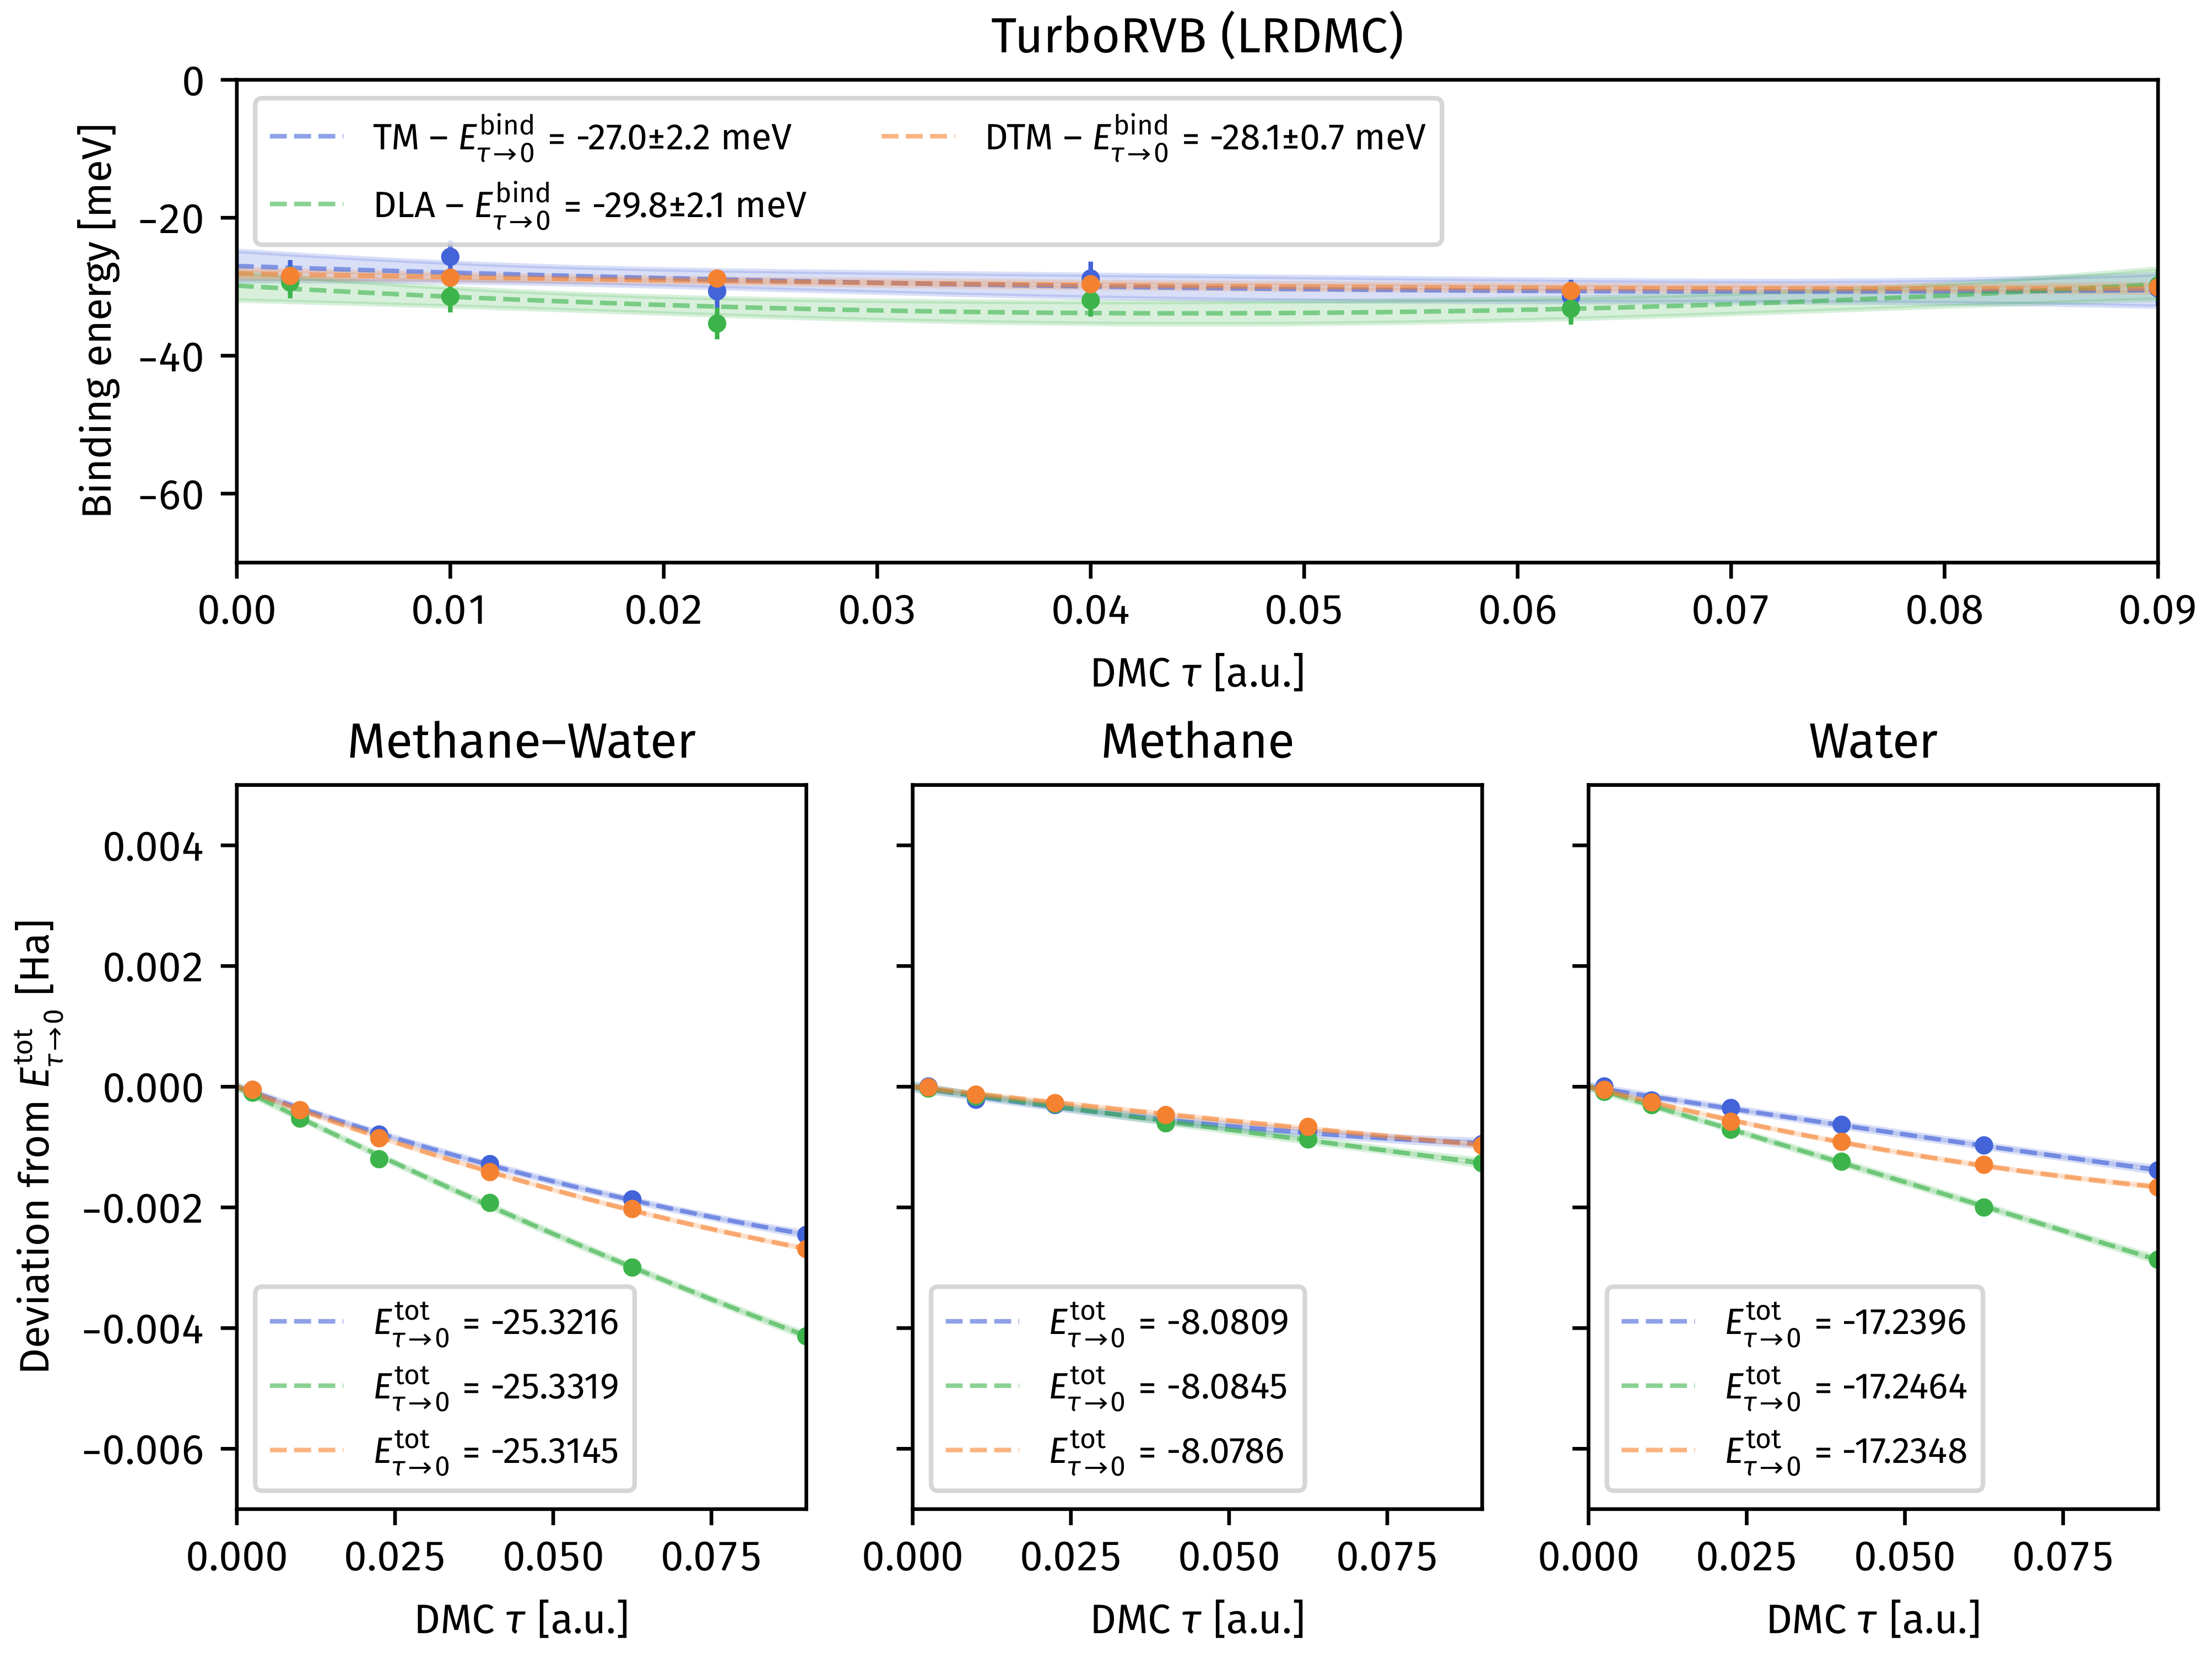 TurboRVB (LRDMC)
Binding energy [meV]
0
-20
-40
-60
TM – E^bind_τ→0 = -27.0±2.2 meV
DTM – E^bind_τ→0 = -28.1±0.7 meV
DLA – E^bind_τ→0 = -29.8±2.1 meV
0.00 0.01 0.02 0.03 0.04 0.05 0.06 0.07 0.08 0.09
DMC τ [a.u.]
Deviation from E^tot_τ→0 [Ha]
Methane–Water
0.004
0.002
0.000
-0.002
-0.004
-0.006
E^tot_τ→0 = -25.3216
E^tot_τ→0 = -25.3319
E^tot_τ→0 = -25.3145
0.000 0.025 0.050 0.075
DMC τ [a.u.]
Methane
E^tot_τ→0 = -8.0809
E^tot_τ→0 = -8.0845
E^tot_τ→0 = -8.0786
0.000 0.025 0.050 0.075
DMC τ [a.u.]
Water
E^tot_τ→0 = -17.2396
E^tot_τ→0 = -17.2464
E^tot_τ→0 = -17.2348
0.000 0.025 0.050 0.075
DMC τ [a.u.]